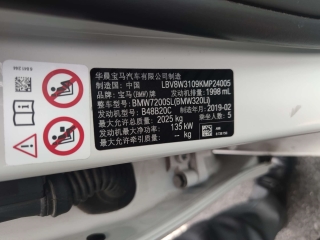 华晨宝马汽车有限公司制造
制造国：中国 LBV8W3109KMP24005
品牌：宝马(BMW)牌 发动机排量：1998 mL
整车型号：BMW7200SL(BMW320Li)
发动机型号：B48B20C 制造年月：2019-02
最大允许总质量：2025 kg 乘坐人数：5
发动机最大净功率：135 kW
最大允许牵引质量：-- kg